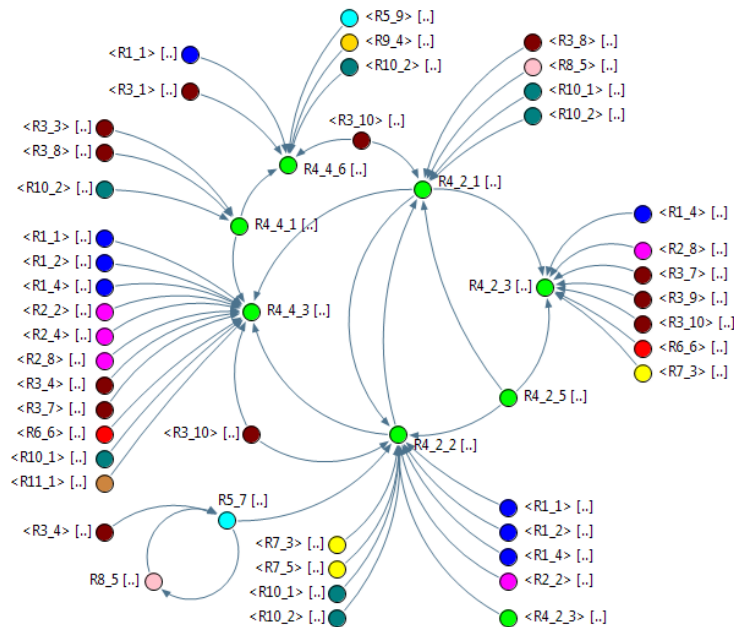 <R5_9> [..]
<R9_4> [..]
<R10_2> [..]
<R1_1> [..]
<R3_1> [..]
<R3_8> [..]
<R8_5> [..]
<R10_1> [..]
<R10_2> [..]
<R3_10> [..]
<R3_3> [..]
<R3_8> [..]
<R10_2> [..]
R4_4_6 [..]
R4_2_1 [..]
R4_4_1 [..]
<R1_1> [..]
<R1_2> [..]
<R1_4> [..]
<R2_2> [..]
<R2_4> [..]
<R2_8> [..]
<R3_4> [..]
<R3_7> [..]
<R6_6> [..]
<R10_1> [..]
<R11_1> [..]
R4_4_3 [..]
R4_2_3 [..]
<R1_4> [..]
<R2_8> [..]
<R3_7> [..]
<R3_9> [..]
<R3_10> [..]
<R6_6> [..]
<R7_3> [..]
R4_2_5 [..]
<R3_10> [..]
R4_2_2 [..]
R5_7 [..]
<R3_4> [..]
R8_5 [..]
<R7_3> [..]
<R7_5> [..]
<R10_1> [..]
<R10_2> [..]
<R1_1> [..]
<R1_2> [..]
<R1_4> [..]
<R2_2> [..]
<R4_2_3> [..]